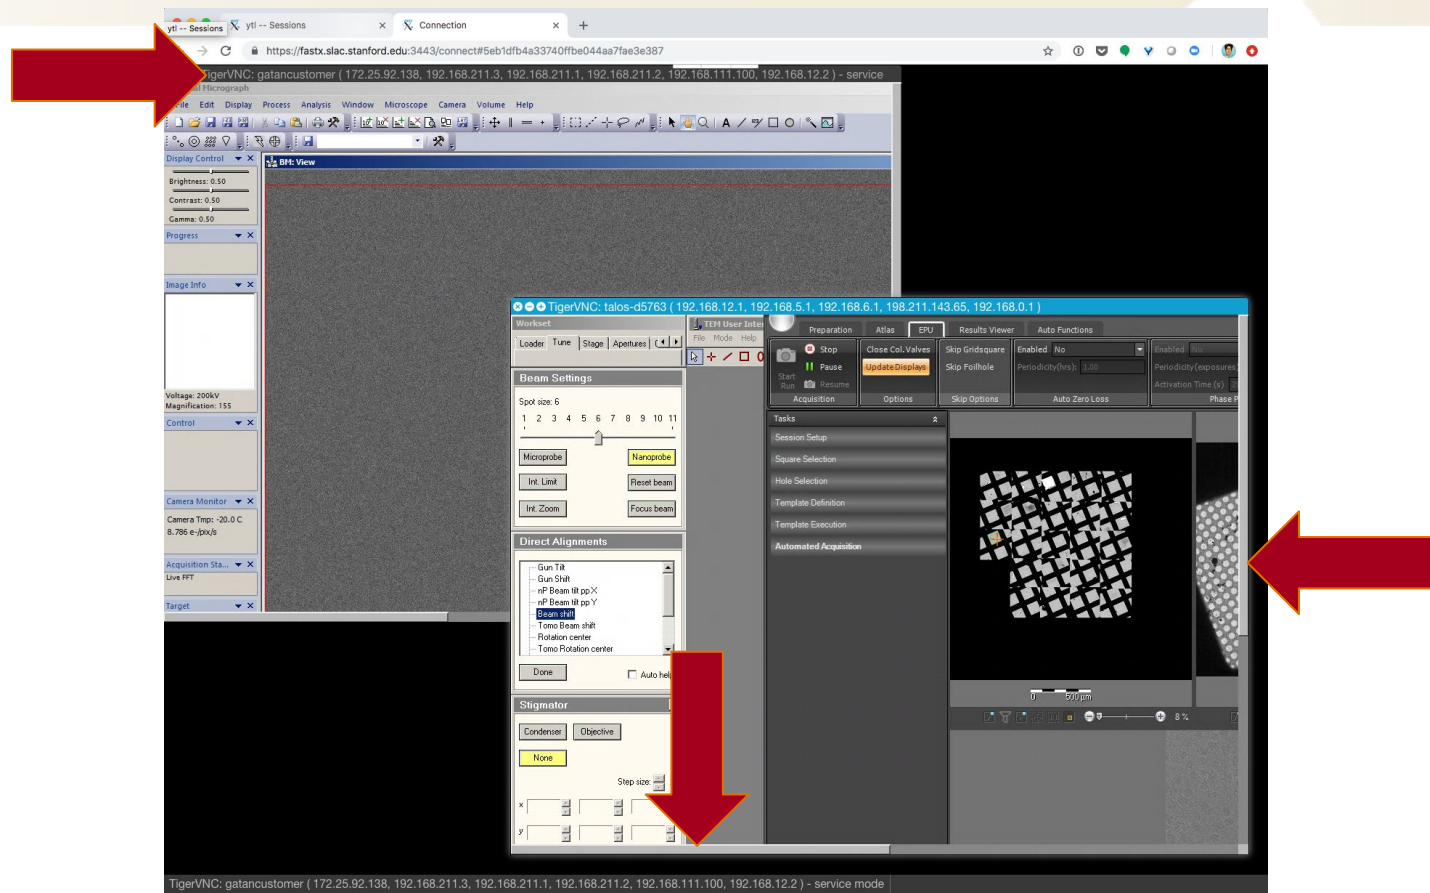 ytl -- Sessions
ytl -- Sessions
Connection
https://fastx.slac.stanford.edu:3443/connect#5eb1dfb4a33740ffbe044aa7fae3e387
TigerVNC: gatancustomer ( 172.25.92.138, 192.168.211.3, 192.168.211.1, 192.168.211.2, 192.168.111.100, 192.168.12.2 ) - service
Micrograph
File Edit Display Process Analysis Window Microscope Camera Volume Help
Display Control
BM: View
Brightness: 0.50
Contrast: 0.50
Gamma: 0.50
Progress
Image Info
Voltage: 200kV
Magnification: 155
Control
Camera Monitor
Camera Tmp: -20.0 C
8.786 e-/pix/s
Acquisition Sta...
Live FFT
Target
TigerVNC: talos-d5763 ( 192.168.12.1, 192.168.5.1, 192.168.6.1, 198.211.143.65, 192.168.0.1 )
Workset
Loader Tune Stage Apertures
Beam Settings
Spot size: 6
1 2 3 4 5 6 7 8 9 10 11
Microprobe Nanoprobe
Int. Limit Reset beam
Int. Zoom Focus beam
Direct Alignments
Gun Tilt
Gun Shift
nP Beam tilt pp X
nP Beam tilt pp Y
Beam shift
Tomo Beam shift
Rotation center
Tomo Rotation center
Done Auto help
Stigmator
Condenser Objective
None
Step size:
x
y
TEM User Inter
File Mode Help
Preparation Atlas EPU Results Viewer Auto Functions
Stop
Pause
Start Resume
Run
Acquisition
Close Col. Valves
Update Displays
Options
Skip Gridsquare
Skip Foilhole
Skip Options
Enabled No
Periodicity(hrs): 1.00
Auto Zero Loss
Enabled No
Periodicity (exposures)
Activation Time (s)
Phase P
Tasks
Session Setup
Square Selection
Hole Selection
Template Definition
Template Execution
Automated Acquisition
0 500 µm
8 %
TigerVNC: gatancustomer ( 172.25.92.138, 192.168.211.3, 192.168.211.1, 192.168.211.2, 192.168.111.100, 192.168.12.2 ) - service mode